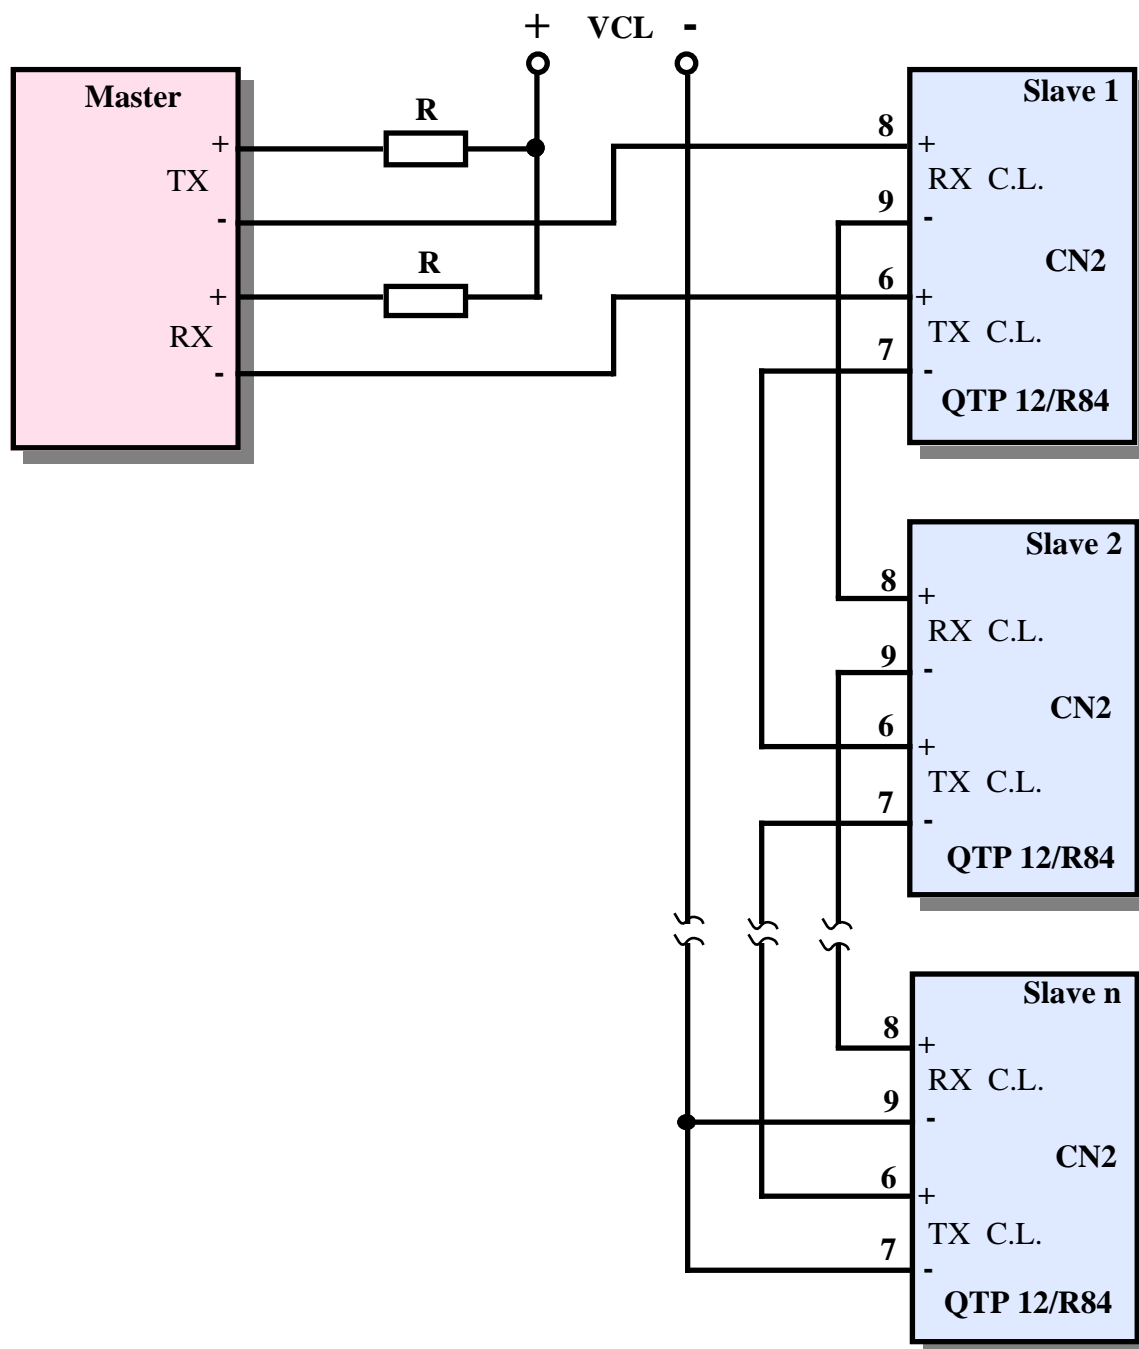 + VCL -
Master
R
+
TX
-
R
+
RX
-
Slave 1
8
+
RX C.L.
9
-
CN2
6
+
TX C.L.
7
-
QTP 12/R84
Slave 2
8
+
RX C.L.
9
-
CN2
6
+
TX C.L.
7
-
QTP 12/R84
Slave n
8
+
RX C.L.
9
-
CN2
6
+
TX C.L.
7
-
QTP 12/R84